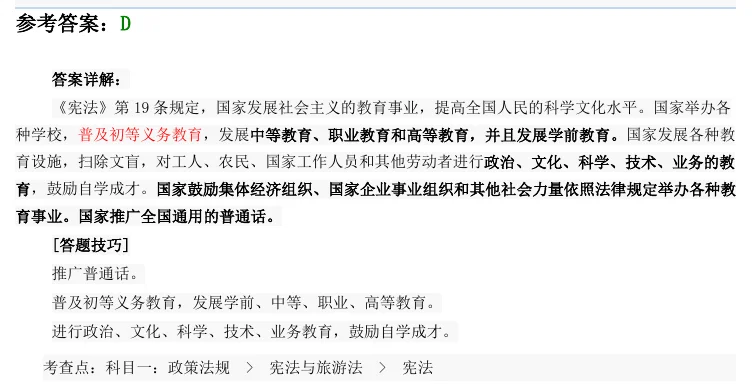 参考答案：D
答案详解：
《宪法》第 19 条规定，国家发展社会主义的教育事业，提高全国人民的科学文化水平。国家举办各
种学校，普及初等义务教育，发展中等教育、职业教育和高等教育，并且发展学前教育。国家发展各种教
育设施，扫除文盲，对工人、农民、国家工作人员和其他劳动者进行政治、文化、科学、技术、业务的教
育，鼓励自学成才。国家鼓励集体经济组织、国家企业事业组织和其他社会力量依照法律规定举办各种教
育事业。国家推广全国通用的普通话。
[答题技巧]
推广普通话。
普及初等义务教育，发展学前、中等、职业、高等教育。
进行政治、文化、科学、技术、业务教育，鼓励自学成才。
考查点：科目一：政策法规 > 宪法与旅游法 > 宪法